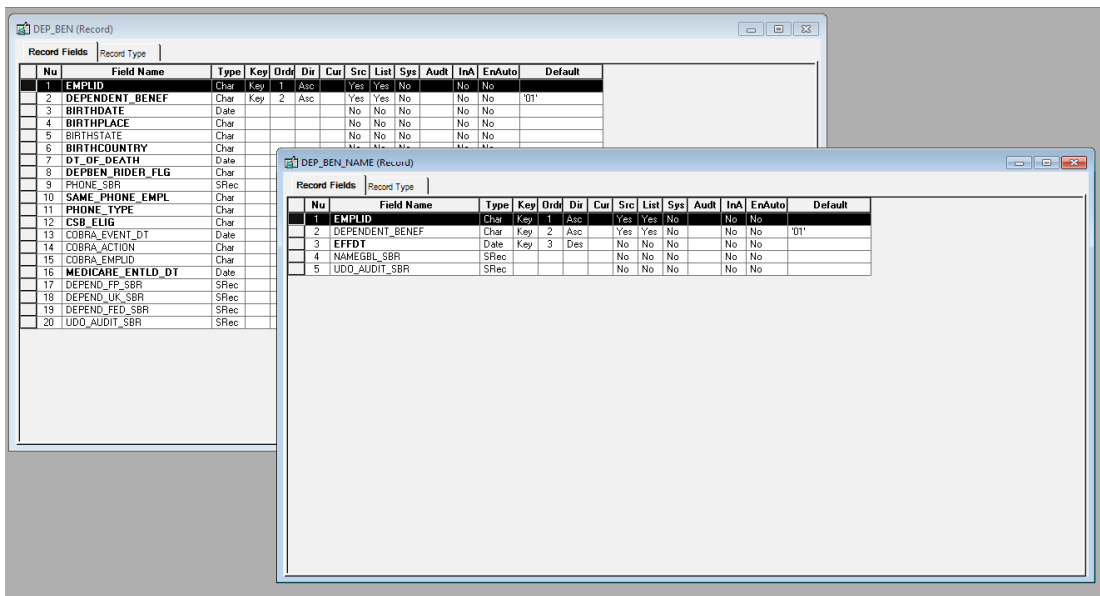 DEP_BEN (Record)
Record Fields Record Type
Nu Field Name Type Key Ordr Dir Cur Src List Sys Audt InA EnAuto Default
1 EMPLID Char Key 1 Asc Yes Yes No No No
2 DEPENDENT_BENEF Char Key 2 Asc Yes Yes No No No '01'
3 BIRTHDATE Date No No No No No
4 BIRTHPLACE Char No No No No No
5 BIRTHSTATE Char No No No No No
6 BIRTHCOUNTRY Char
7 DT_OF_DEATH Date
8 DEPBEN_RIDER_FLG Char
9 PHONE_SBR SRec
10 SAME_PHONE_EMPL Char
11 PHONE_TYPE Char
12 CSB_ELIG Char
13 COBRA_EVENT_DT Date
14 COBRA_ACTION Char
15 COBRA_EMPLID Char
16 MEDICARE_ENTLD_DT Date
17 DEPEND_FP_SBR SRec
18 DEPEND_UK_SBR SRec
19 DEPEND_FED_SBR SRec
20 UDO_AUDIT_SBR SRec
DEP_BEN_NAME (Record)
Record Fields Record Type
Nu Field Name Type Key Ordr Dir Cur Src List Sys Audt InA EnAuto Default
1 EMPLID Char Key 1 Asc Yes Yes No No No
2 DEPENDENT_BENEF Char Key 2 Asc Yes Yes No No No '01'
3 EFFDT Date Key 3 Des No No No No No
4 NAMEGBL_SBR SRec No No No No No
5 UDO_AUDIT_SBR SRec No No No No No